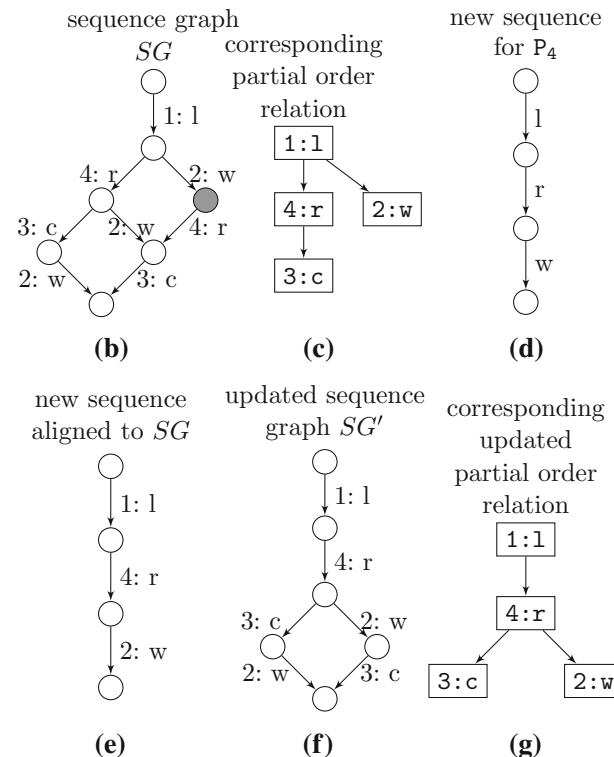 sequence graph
SG
1: l
4: r
2: w
3: c
2: w
4: r
2: w
3: c
(b)
corresponding
partial order
relation
1:l
4:r
2:w
3:c
(c)
new sequence
for P₄
l
r
w
(d)
new sequence
aligned to SG
1: l
4: r
2: w
(e)
updated sequence
graph SG′
1: l
4: r
3: c
2: w
2: w
3: c
(f)
corresponding
updated
partial order
relation
1:l
4:r
3:c
2:w
(g)